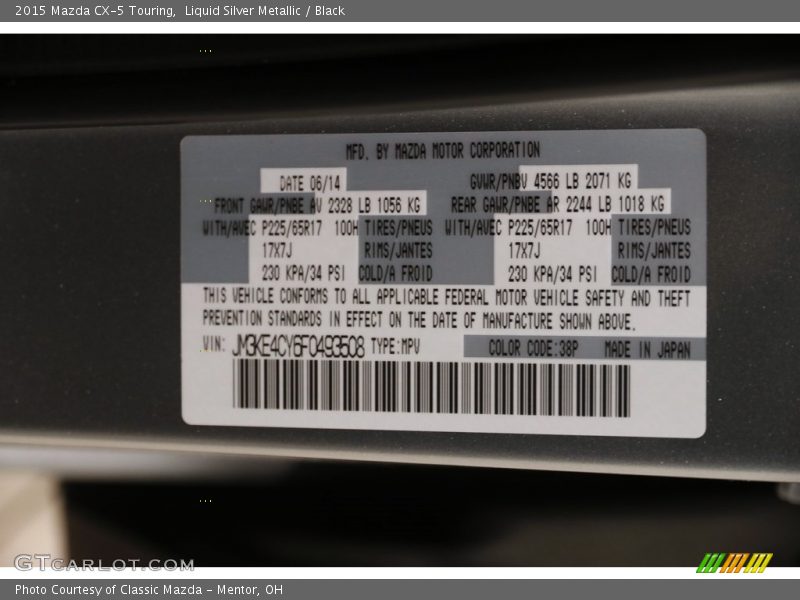 2015 Mazda CX-5 Touring,  Liquid Silver Metallic / Black
MFD. BY MAZDA MOTOR CORPORATION
DATE 06/14 GVWR/PNBV 4566 LB 2071 KG
FRONT GAWR/PNBE AV 2328 LB 1056 KG REAR GAWR/PNBE AR 2244 LB 1018 KG
WITH/AVEC P225/65R17 100H TIRES/PNEUS WITH/AVEC P225/65R17 100H TIRES/PNEUS
17X7J RIMS/JANTES 17X7J RIMS/JANTES
230 KPA/34 PSI COLD/A FROID 230 KPA/34 PSI COLD/A FROID
THIS VEHICLE CONFORMS TO ALL APPLICABLE FEDERAL MOTOR VEHICLE SAFETY AND THEFT
PREVENTION STANDARDS IN EFFECT ON THE DATE OF MANUFACTURE SHOWN ABOVE.
VIN: JM3KE4CY6F0493508 TYPE:MPV COLOR CODE:38P MADE IN JAPAN
GTCARLOT.COM
Photo Courtesy of Classic Mazda - Mentor, OH